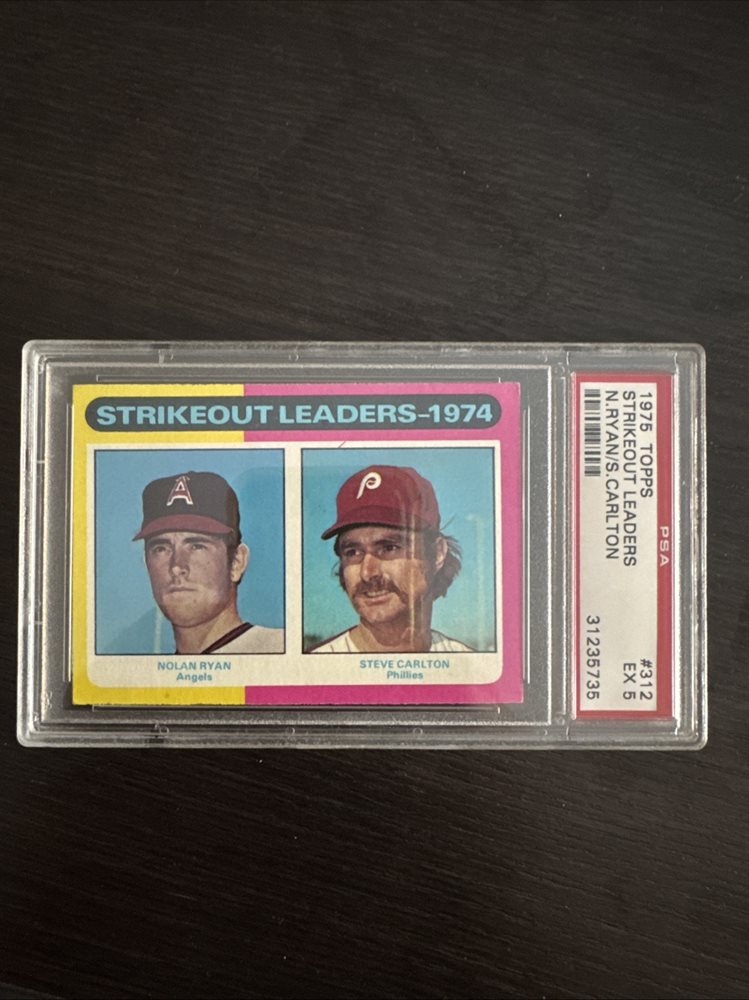 STRIKEOUT LEADERS–1974
A
P
NOLAN RYAN
Angels
STEVE CARLTON
Phillies
PSA
1975 TOPPS #312
STRIKEOUT LEADERS EX 5
N.RYAN/S.CARLTON 31235735